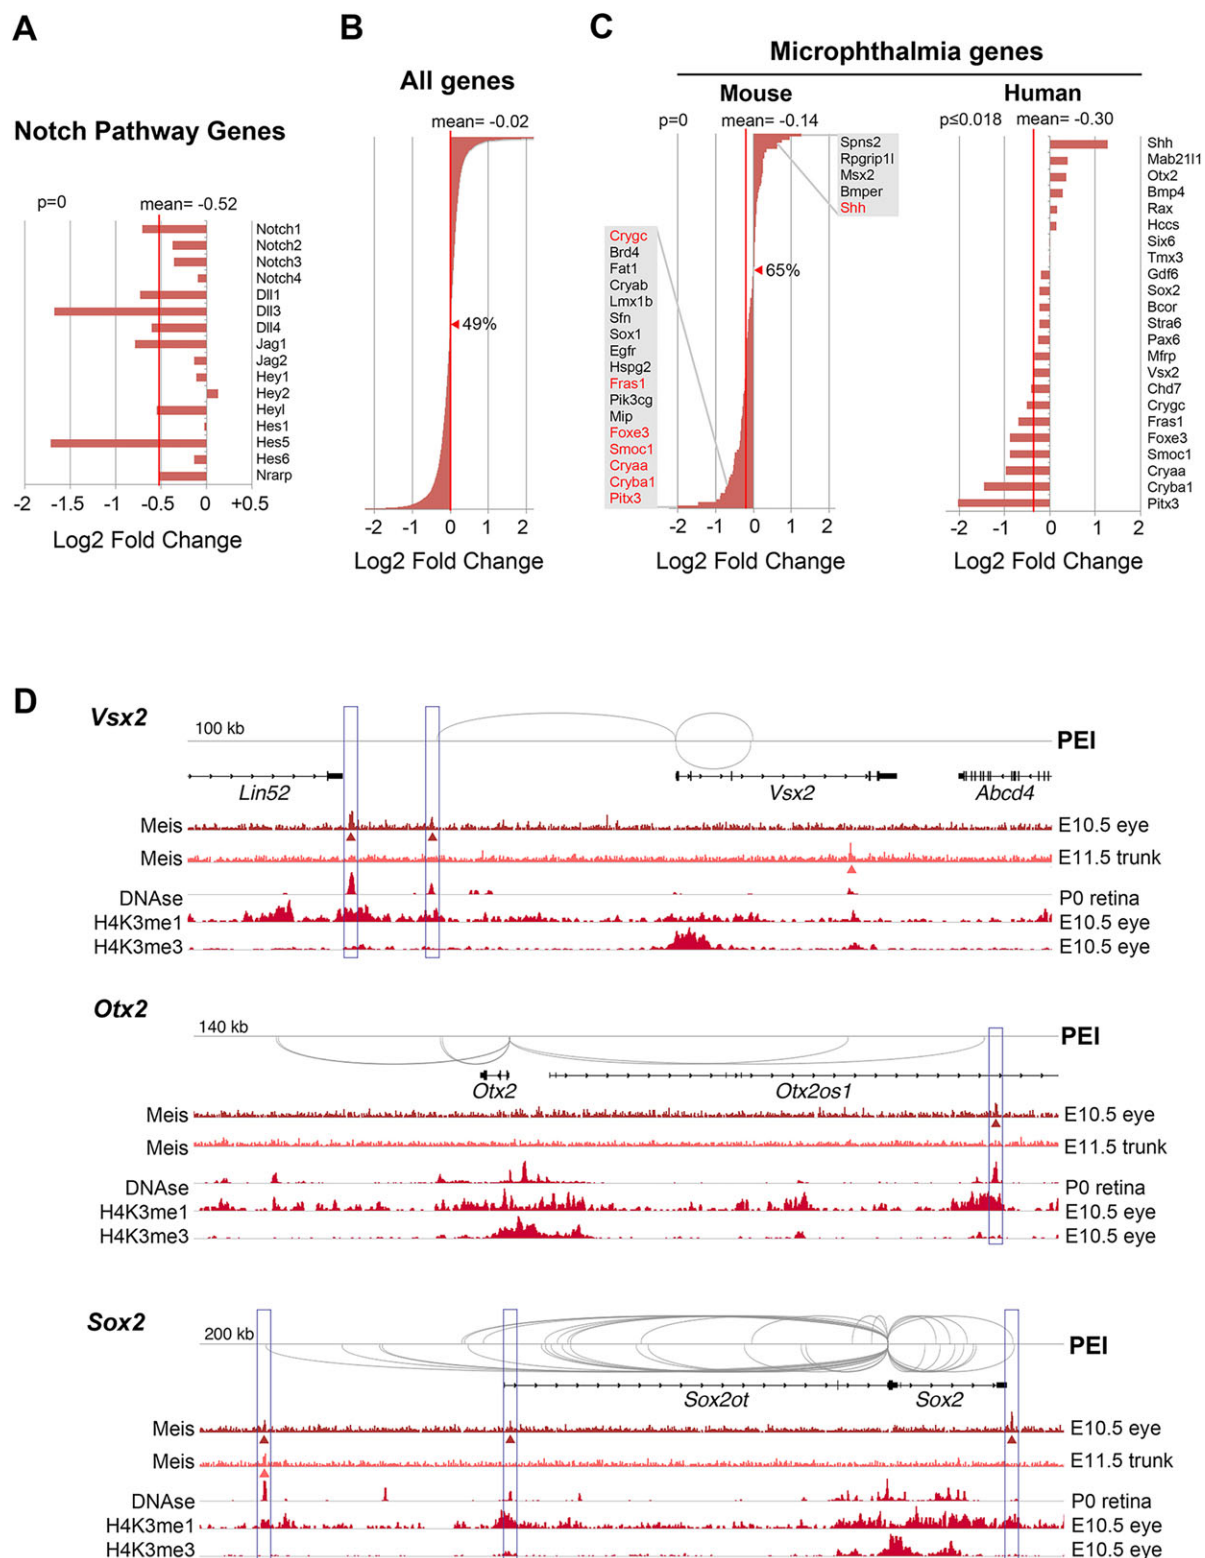 A
B
C
Microphthalmia genes
All genes
Mouse
Human
Notch Pathway Genes
mean= -0.02
p=0
mean= -0.14
p≤0.018
mean= -0.30
p=0
mean= -0.52
Notch1
Notch2
Notch3
Notch4
Dll1
Dll3
Dll4
Jag1
Jag2
Hey1
Hey2
Heyl
Hes1
Hes5
Hes6
Nrarp
-2 -1.5 -1 -0.5 0 +0.5
Log2 Fold Change
49%
-2 -1 0 1 2
Log2 Fold Change
Spns2
Rpgrip1l
Msx2
Bmper
Shh
65%
Crygc
Brd4
Fat1
Cryab
Lmx1b
Sfn
Sox1
Egfr
Hspg2
Fras1
Pik3cg
Mip
Foxe3
Smoc1
Cryaa
Cryba1
Pitx3
-2 -1 0 1 2
Log2 Fold Change
Shh
Mab21l1
Otx2
Bmp4
Rax
Hccs
Six6
Tmx3
Gdf6
Sox2
Bcor
Stra6
Pax6
Mfrp
Vsx2
Chd7
Crygc
Fras1
Foxe3
Smoc1
Cryaa
Cryba1
Pitx3
-2 -1 0 1 2
Log2 Fold Change
D
Vsx2
100 kb
PEI
Lin52 Vsx2 Abcd4
Meis E10.5 eye
Meis E11.5 trunk
DNAse P0 retina
H4K3me1 E10.5 eye
H4K3me3 E10.5 eye
Otx2
140 kb
PEI
Otx2 Otx2os1
Meis E10.5 eye
Meis E11.5 trunk
DNAse P0 retina
H4K3me1 E10.5 eye
H4K3me3 E10.5 eye
Sox2
200 kb
PEI
Sox2ot Sox2
Meis E10.5 eye
Meis E11.5 trunk
DNAse P0 retina
H4K3me1 E10.5 eye
H4K3me3 E10.5 eye